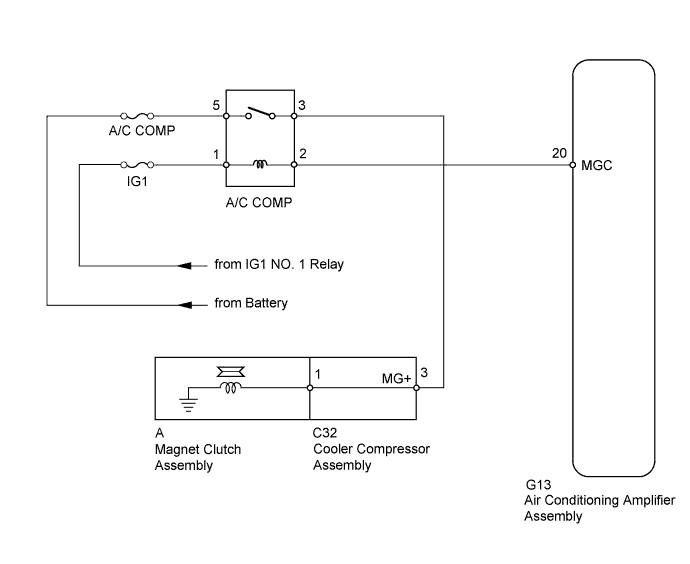 5
3
A/C COMP
1
2
IG1
A/C COMP
20
MGC
from IG1 NO. 1 Relay
from Battery
1
MG+
3
A
Magnet Clutch
Assembly
C32
Cooler Compressor
Assembly
G13
Air Conditioning Amplifier
Assembly